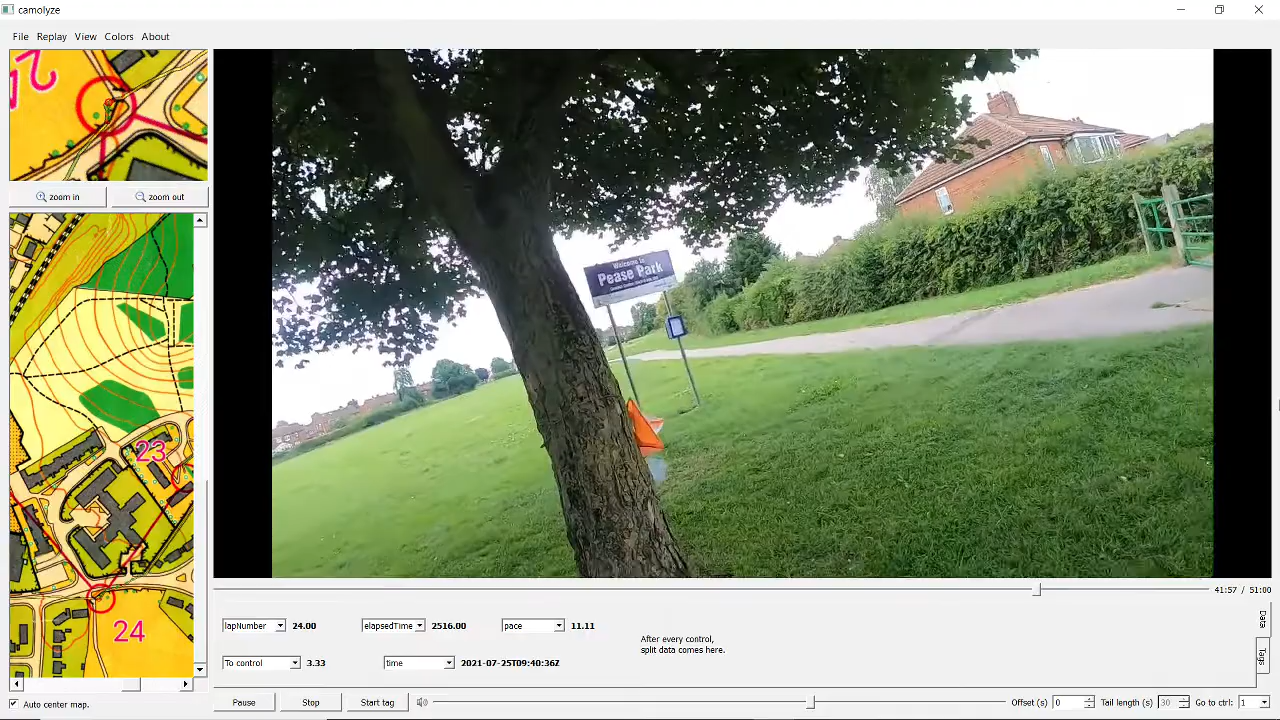 camolyze
File Replay View Colors About
24
zoom in zoom out
23
24
Welcome to
Pease Park
41:57 / 51:00
lapNumber 24.00 elapsedTime 2516.00 pace 11.11
After every control,
split data comes here.
To control 3.33 time 2021-07-25T09:40:36Z
Data
Tags
Auto center map.
Pause Stop Start tag Offset (s) 0 Tail length (s) 30 Go to ctrl: 1